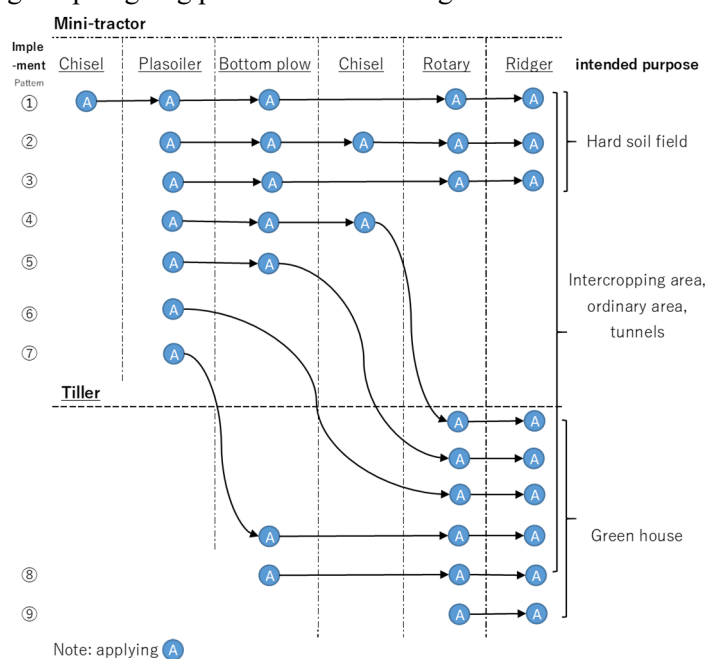 Mini-tractor
Imple
-ment
Pattern
Chisel Plasoiler Bottom plow Chisel Rotary Ridger intended purpose
① A A A A A
② A A A A A
Hard soil field
③ A A A A
④ A A A
⑤ A A
Intercropping area,
ordinary area,
tunnels
⑥ A
⑦ A
Tiller
A A
A A
A A
A A A
Green house
⑧ A A A
⑨ A A
Note: applying A